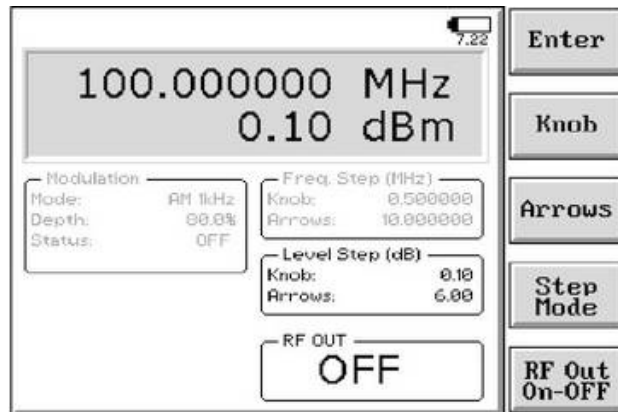 7.22
100.000000 MHz
0.10 dBm
Modulation
Mode: AM 1kHz
Depth: 80.0%
Status: OFF
Freq. Step (MHz)
Knob: 0.500000
Arrows: 10.000000
Level Step (dB)
Knob: 0.10
Arrows: 6.00
RF OUT
OFF
Enter
Knob
Arrows
Step
Mode
RF Out
On-OFF